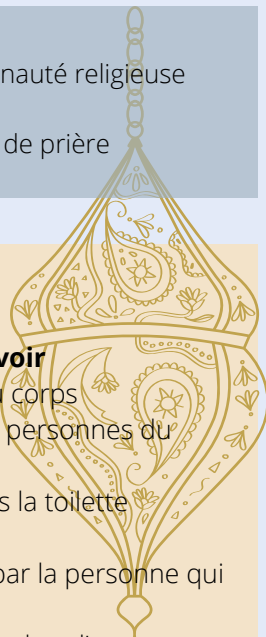 nauté religieuse
de prière
voir
corps
personnes du
s la toilette
par la personne qui